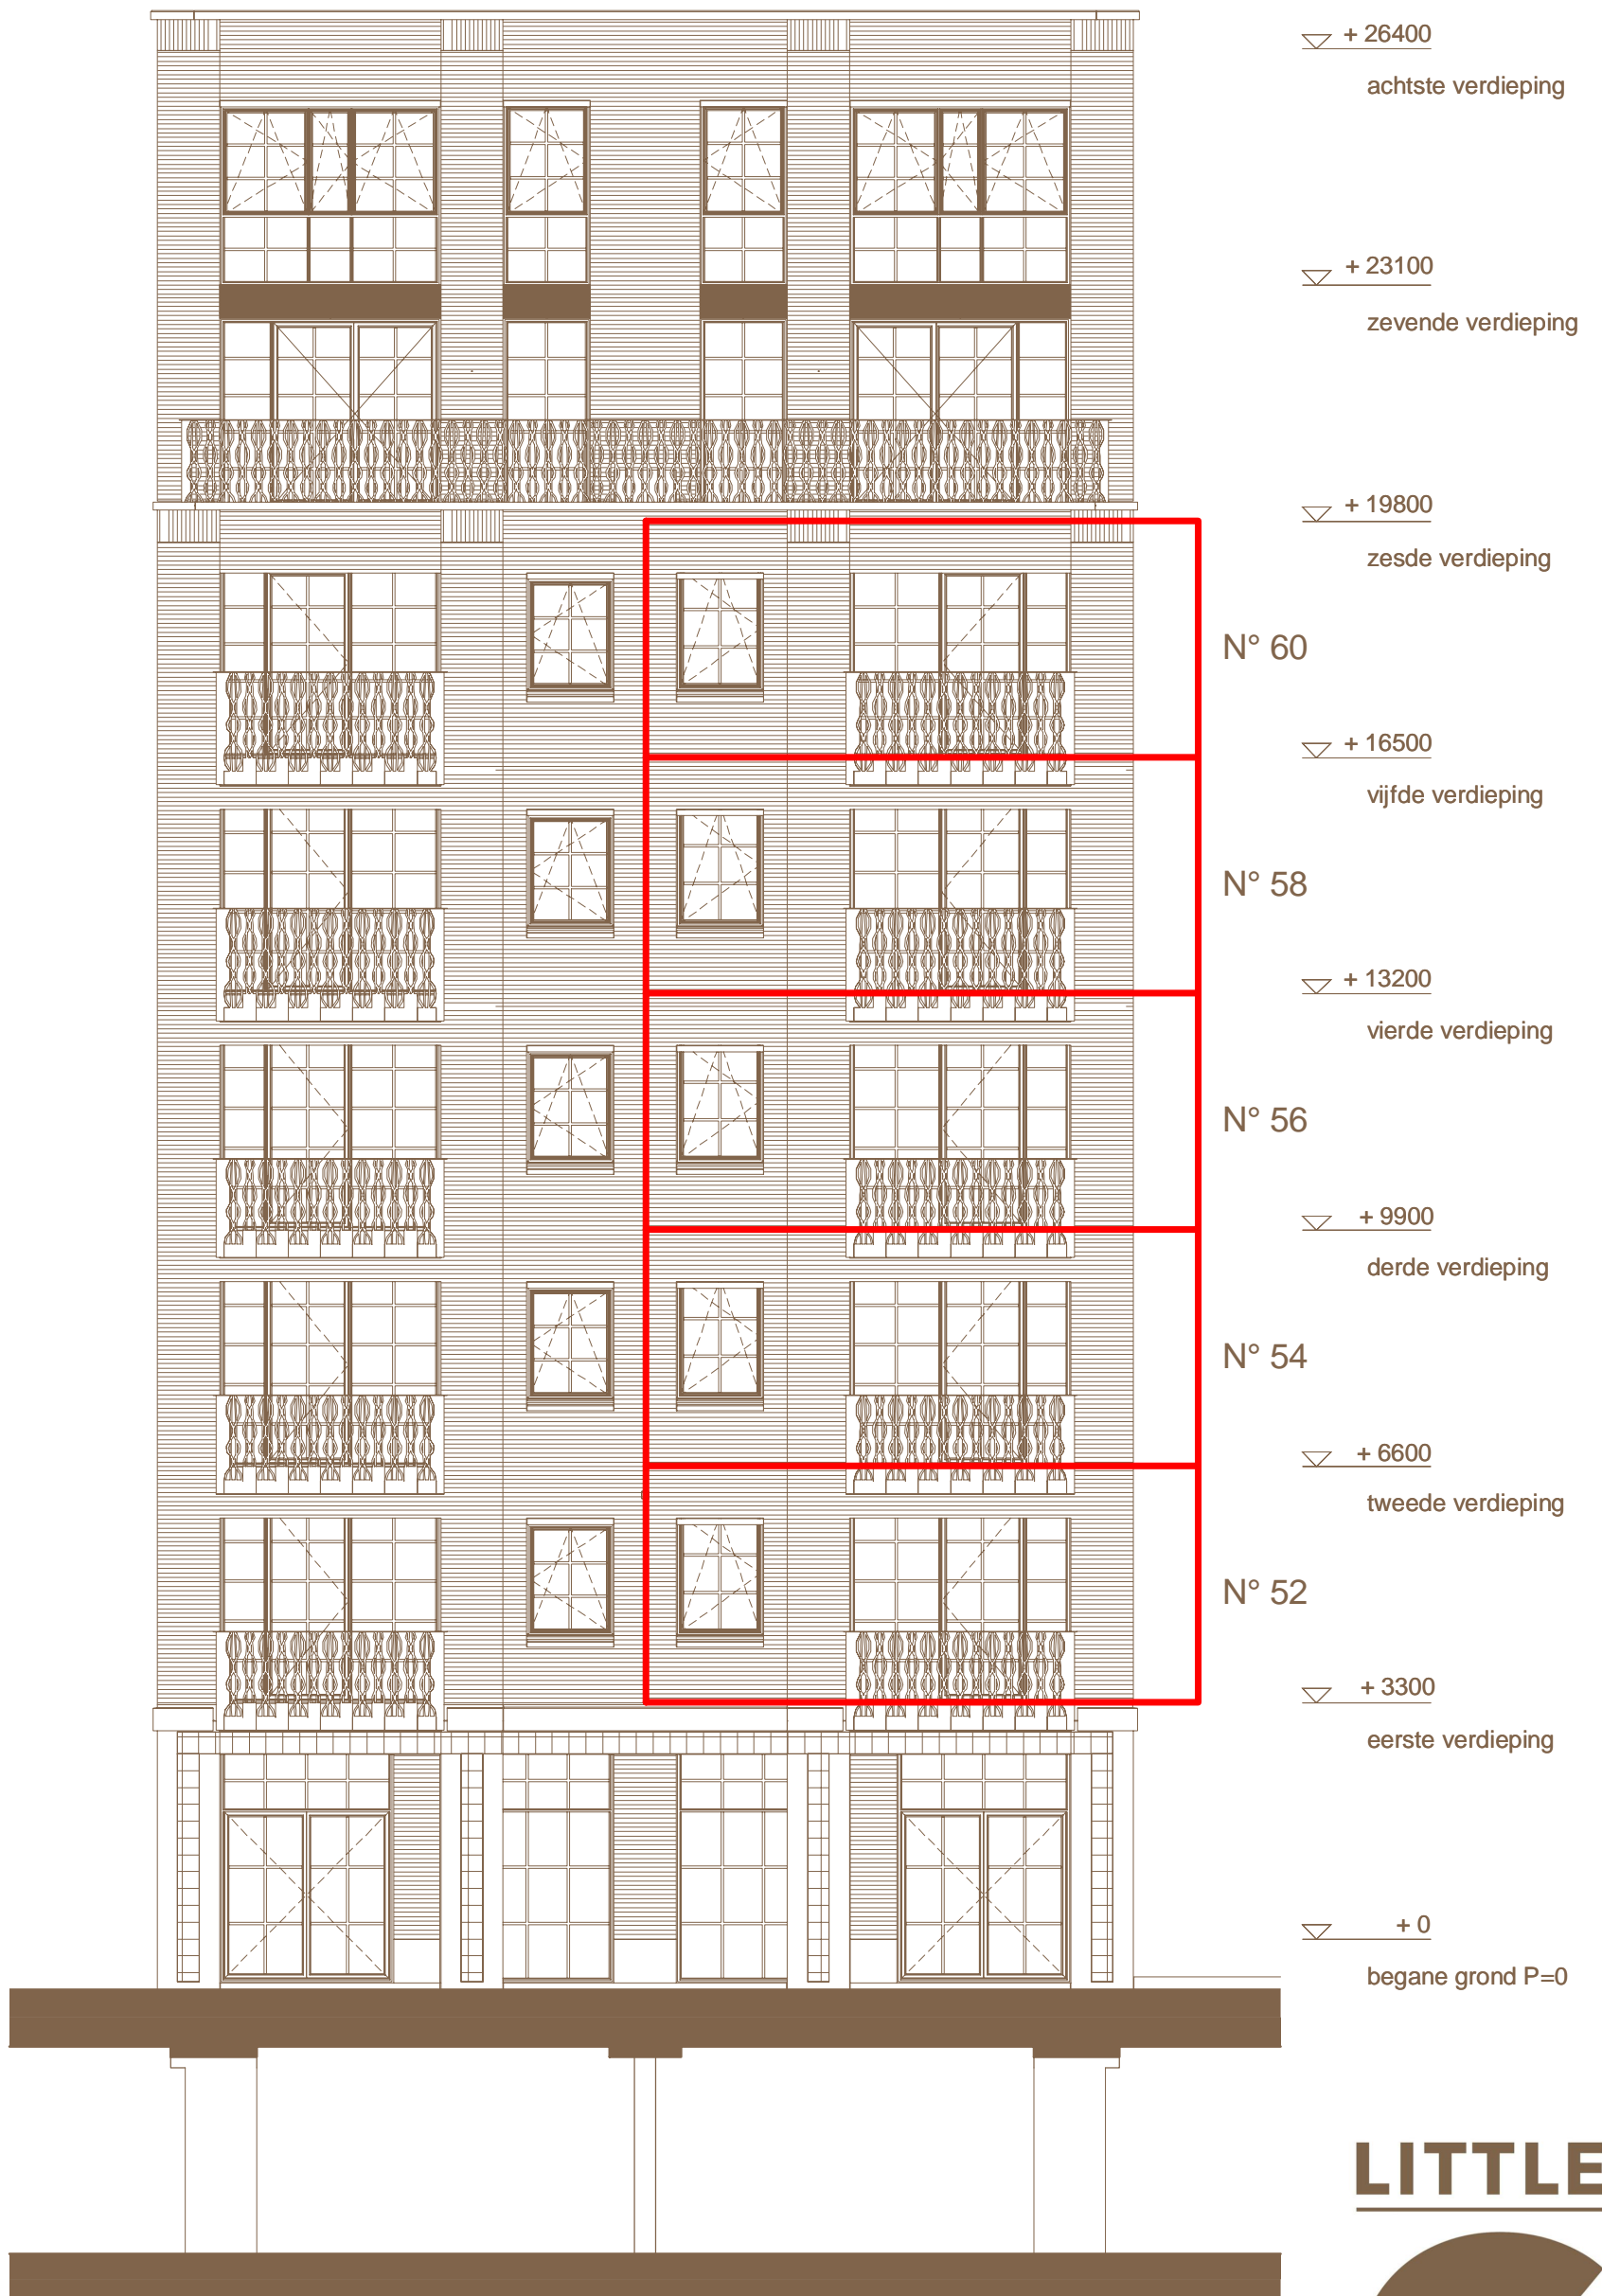 + 26400
achtste verdieping
+ 23100
zevende verdieping
+ 19800
zesde verdieping
N° 60
+ 16500
vijfde verdieping
N° 58
+ 13200
vierde verdieping
N° 56
+ 9900
derde verdieping
N° 54
+ 6600
tweede verdieping
N° 52
+ 3300
eerste verdieping
+ 0
begane grond P=0
LITTLE